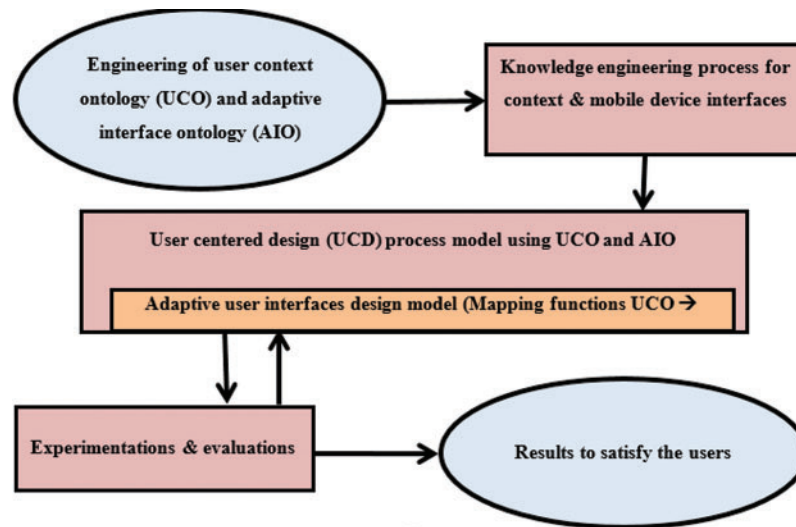 Engineering of user context
ontology (UCO) and adaptive
interface ontology (AIO)
Knowledge engineering process for
context & mobile device interfaces
User centered design (UCD) process model using UCO and AIO
Adaptive user interfaces design model (Mapping functions UCO →
Experimentations & evaluations
Results to satisfy the users